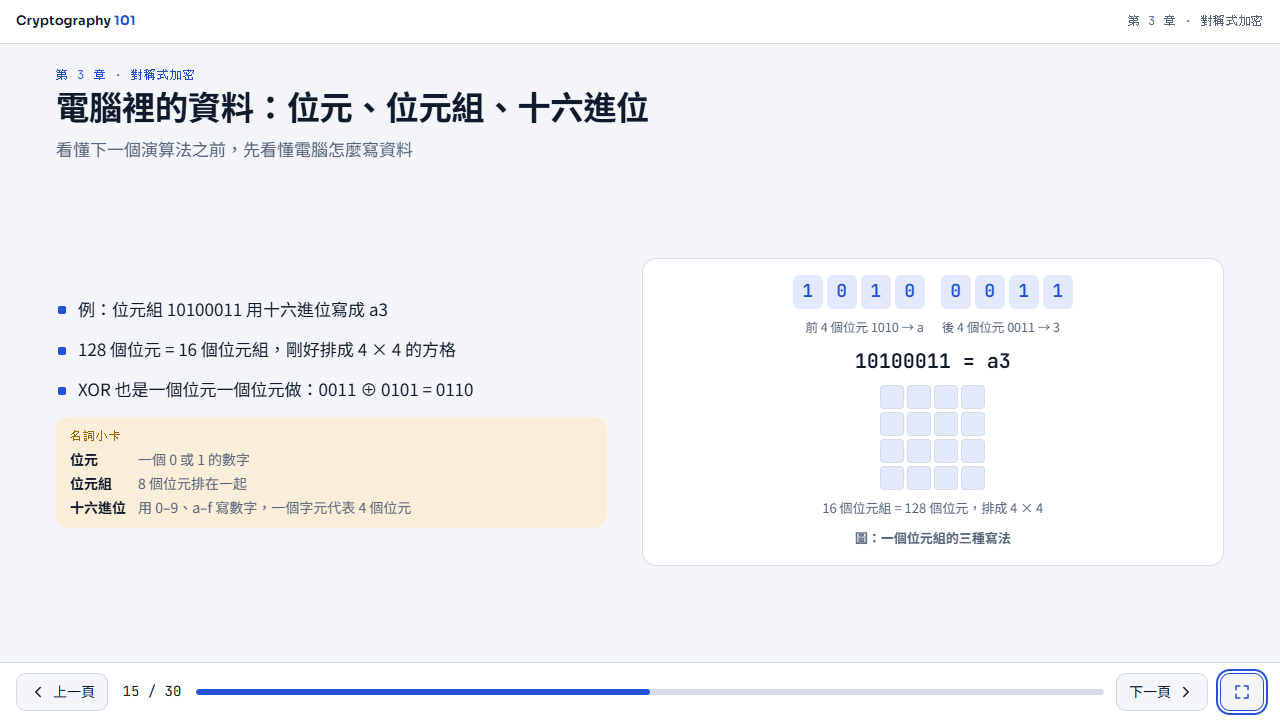 Cryptography 101
第 3 章 · 對稱式加密
第 3 章 · 對稱式加密
電腦裡的資料：位元、位元組、十六進位
看懂下一個演算法之前，先看懂電腦怎麼寫資料
例：位元組 10100011 用十六進位寫成 a3
128 個位元 = 16 個位元組，剛好排成 4 × 4 的方格
XOR 也是一個位元一個位元做：0011 ⊕ 0101 = 0110
名詞小卡
位元 一個 0 或 1 的數字
位元組 8 個位元排在一起
十六進位 用 0–9、a–f 寫數字，一個字元代表 4 個位元
1 0 1 0 0 0 1 1
前 4 個位元 1010 → a 後 4 個位元 0011 → 3
10100011 = a3
16 個位元組 = 128 個位元，排成 4 × 4
圖：一個位元組的三種寫法
上一頁
15 / 30
下一頁